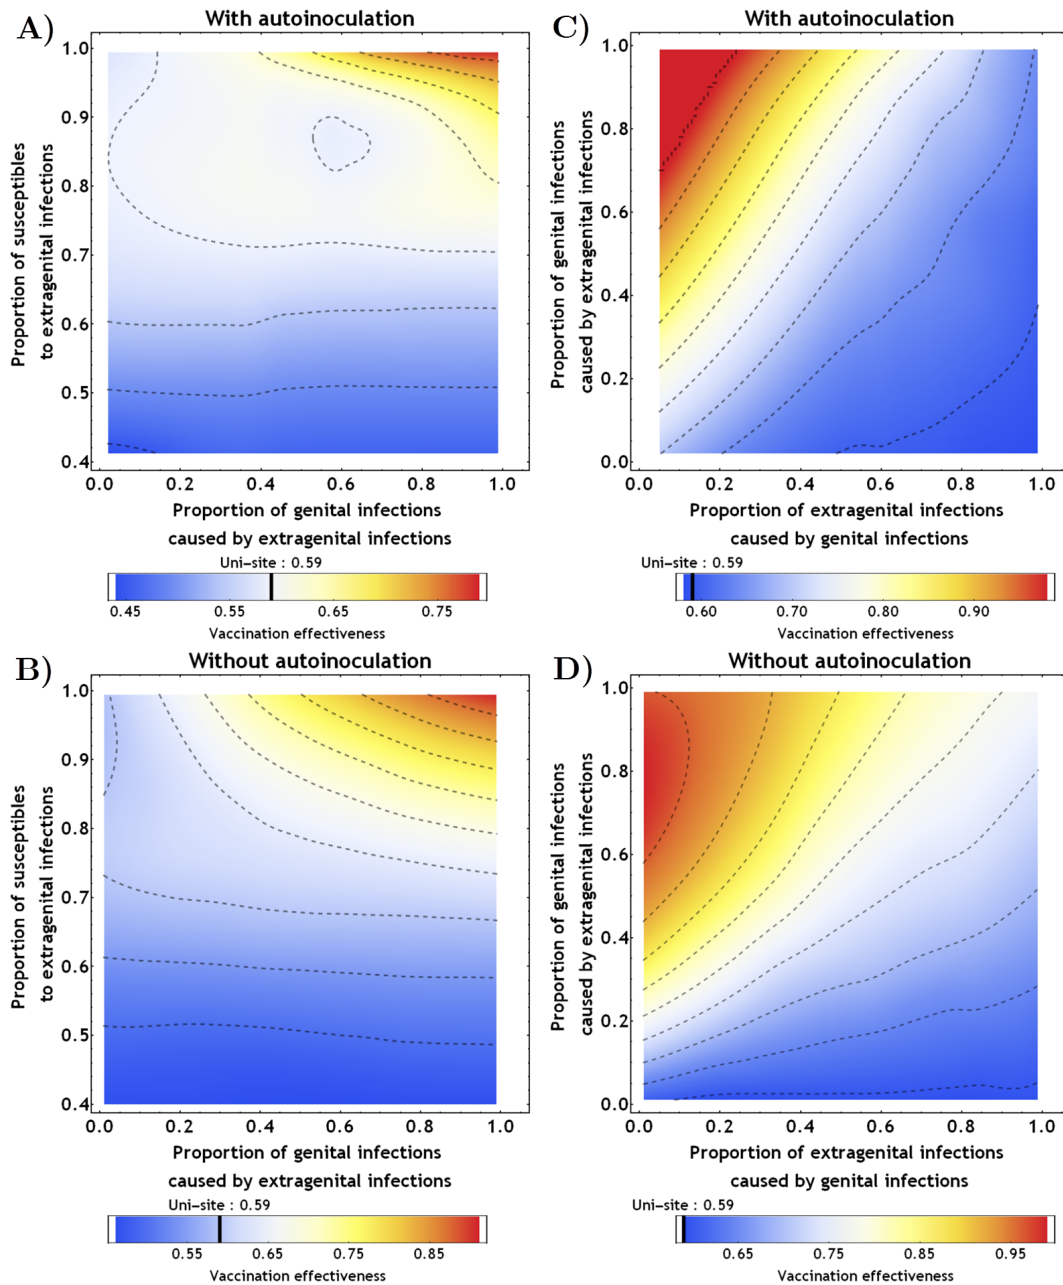 A)
With autoinoculation
1.0
0.9
0.8
0.7
0.6
0.5
0.4
Proportion of susceptibles
to extragenital infections
0.0 0.2 0.4 0.6 0.8 1.0
Proportion of genital infections
caused by extragenital infections
Uni-site : 0.59
0.45 0.55 0.65 0.75
Vaccination effectiveness
C)
With autoinoculation
1.0
0.8
0.6
0.4
0.2
0.0
Proportion of genital infections
caused by extragenital infections
0.0 0.2 0.4 0.6 0.8 1.0
Proportion of extragenital infections
caused by genital infections
Uni-site : 0.59
0.60 0.70 0.80 0.90
Vaccination effectiveness
B)
Without autoinoculation
1.0
0.9
0.8
0.7
0.6
0.5
0.4
Proportion of susceptibles
to extragenital infections
0.0 0.2 0.4 0.6 0.8 1.0
Proportion of genital infections
caused by extragenital infections
Uni-site : 0.59
0.55 0.65 0.75 0.85
Vaccination effectiveness
D)
Without autoinoculation
1.0
0.8
0.6
0.4
0.2
0.0
Proportion of genital infections
caused by extragenital infections
0.0 0.2 0.4 0.6 0.8 1.0
Proportion of extragenital infections
caused by genital infections
Uni-site : 0.59
0.65 0.75 0.85 0.95
Vaccination effectiveness